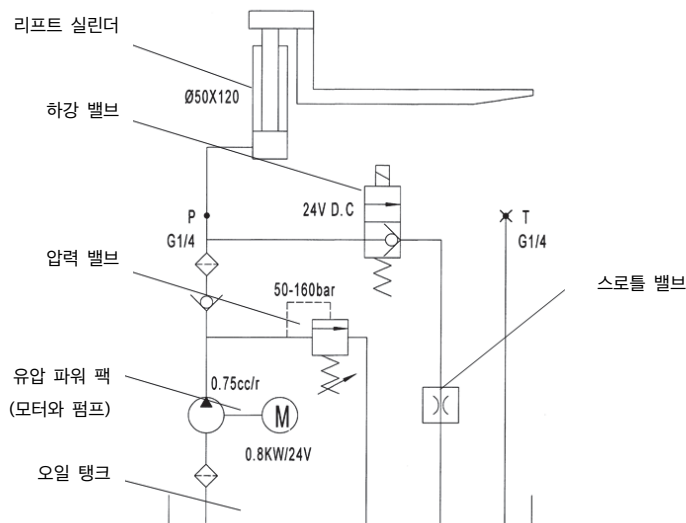 리프트 실린더
Ø50X120
하강 밸브
24V D.C
P
G1/4
T
G1/4
압력 밸브
50-160bar
스로틀 밸브
유압 파워 팩
(모터와 펌프)
0.75cc/r
M
0.8KW/24V
오일 탱크